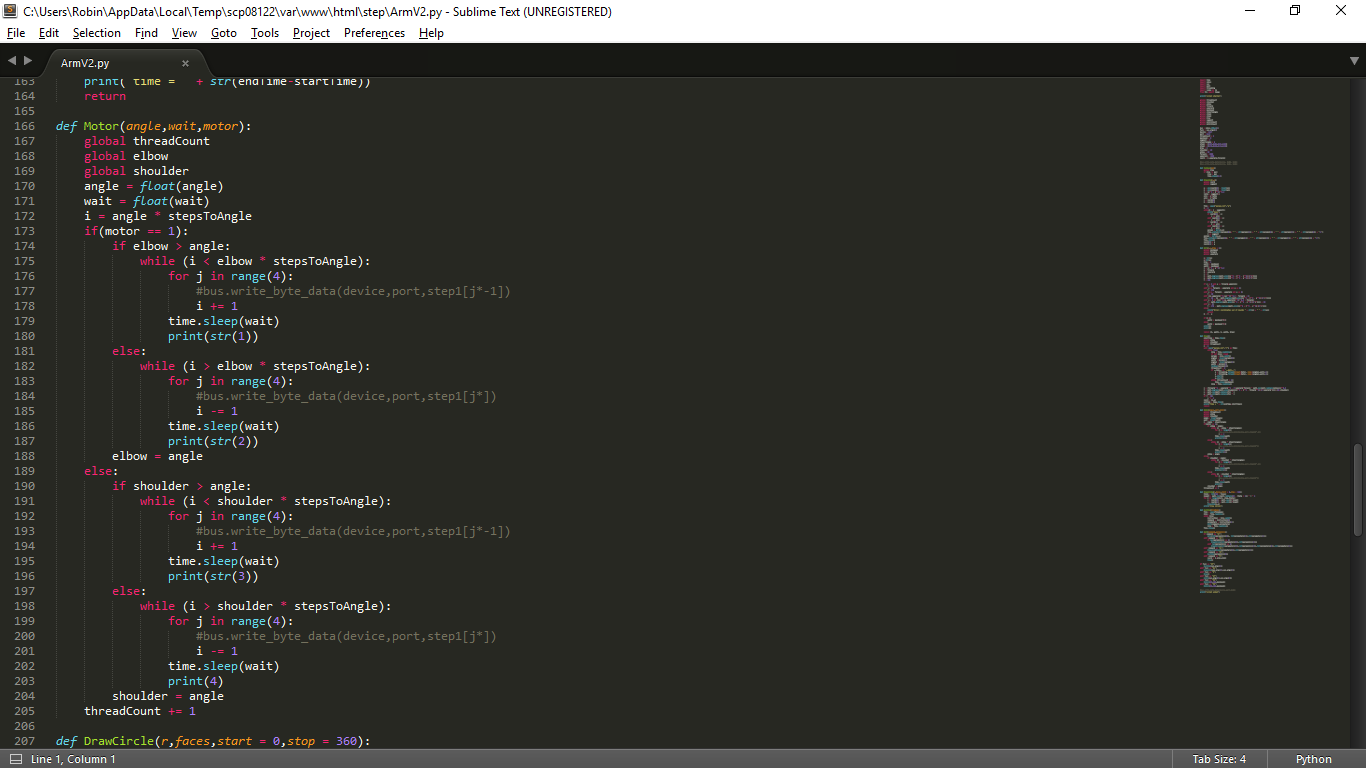 C:\Users\Robin\AppData\Local\Temp\scp08122\var\www\html\step\ArmV2.py - Sublime Text (UNREGISTERED)
File Edit Selection Find View Goto Tools Project Preferences Help
ArmV2.py
163 print( time = + str(endTime-startTime))
164 return
165
166 def Motor(angle,wait,motor):
167 global threadCount
168 global elbow
169 global shoulder
170 angle = float(angle)
171 wait = float(wait)
172 i = angle * stepsToAngle
173 if(motor == 1):
174 if elbow > angle:
175 while (i < elbow * stepsToAngle):
176 for j in range(4):
177 #bus.write_byte_data(device,port,step1[j*-1])
178 i += 1
179 time.sleep(wait)
180 print(str(1))
181 else:
182 while (i > elbow * stepsToAngle):
183 for j in range(4):
184 #bus.write_byte_data(device,port,step1[j*])
185 i -= 1
186 time.sleep(wait)
187 print(str(2))
188 elbow = angle
189 else:
190 if shoulder > angle:
191 while (i < shoulder * stepsToAngle):
192 for j in range(4):
193 #bus.write_byte_data(device,port,step1[j*-1])
194 i += 1
195 time.sleep(wait)
196 print(str(3))
197 else:
198 while (i > shoulder * stepsToAngle):
199 for j in range(4):
200 #bus.write_byte_data(device,port,step1[j*])
201 i -= 1
202 time.sleep(wait)
203 print(4)
204 shoulder = angle
205 threadCount += 1
206
207 def DrawCircle(r,faces,start = 0,stop = 360):
Line 1, Column 1 Tab Size: 4 Python